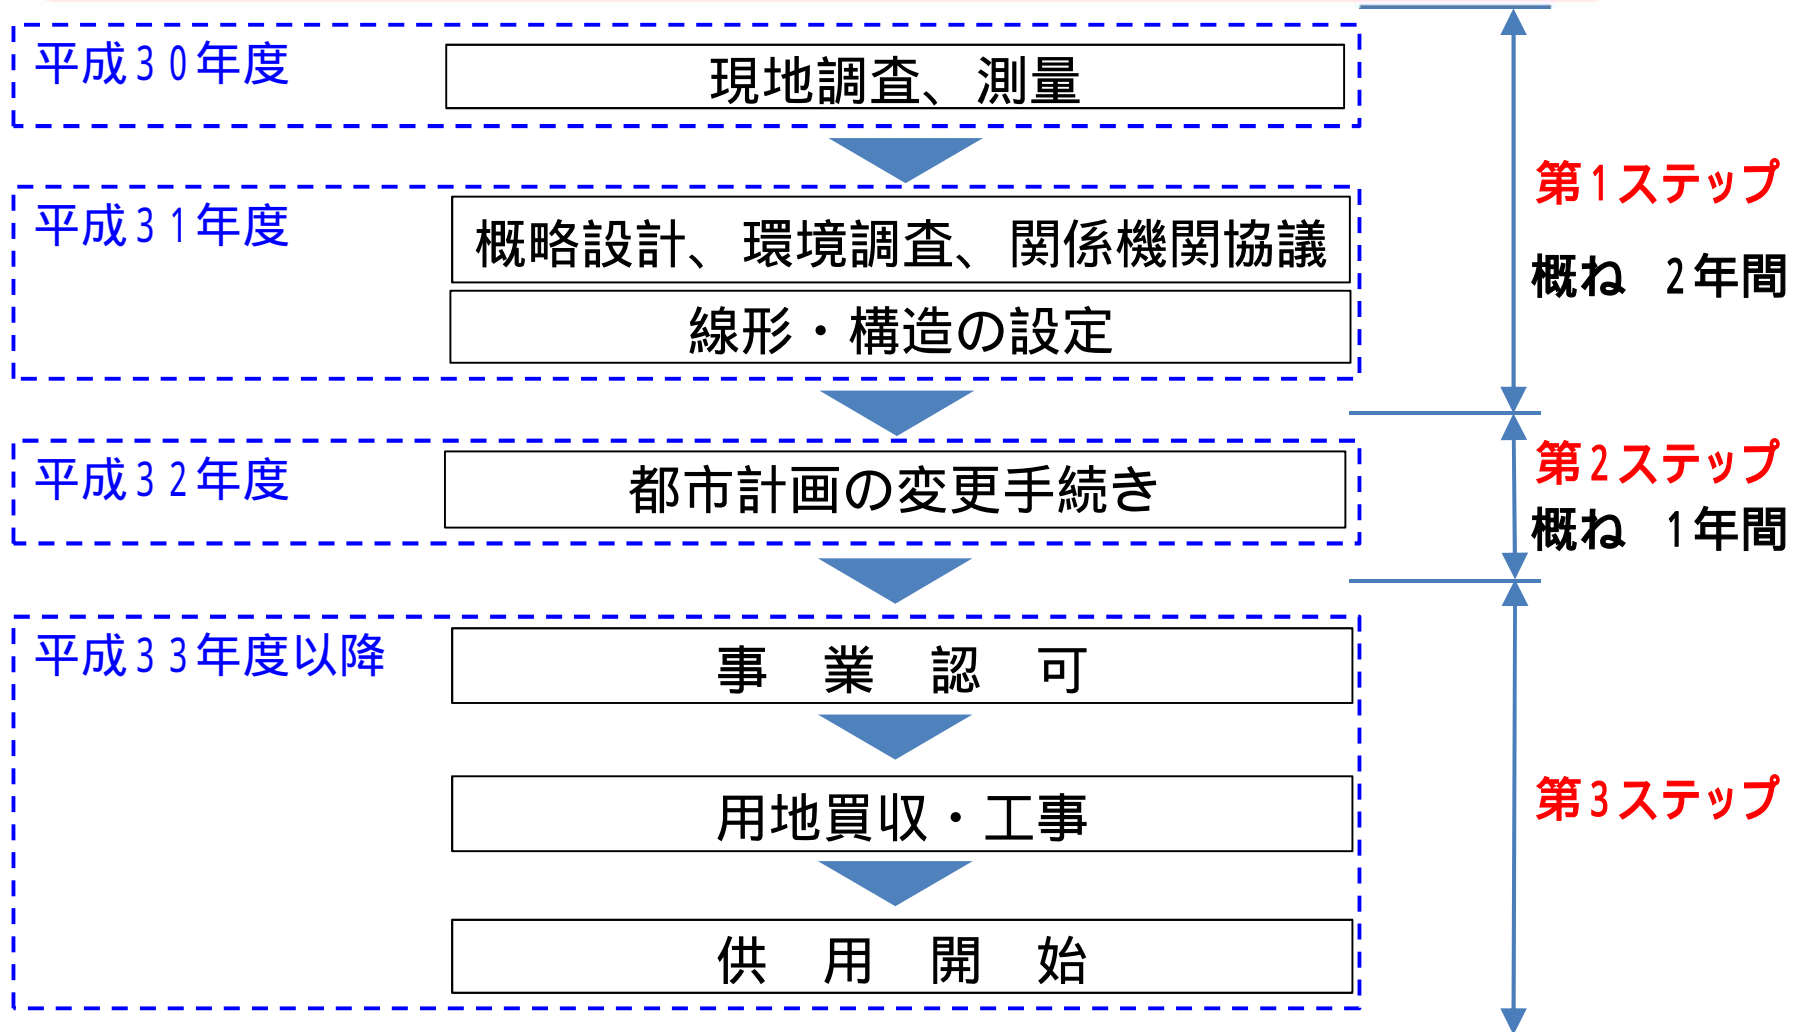 平成３０年度
現地調査、測量
平成３１年度
概略設計、環境調査、関係機関協議
線形・構造の設定
第１ステップ
概ね　２年間
平成３２年度
都市計画の変更手続き
第２ステップ
概ね　１年間
平成３３年度以降
事　業　認　可
用地買収・工事
供　用　開　始
第３ステップ